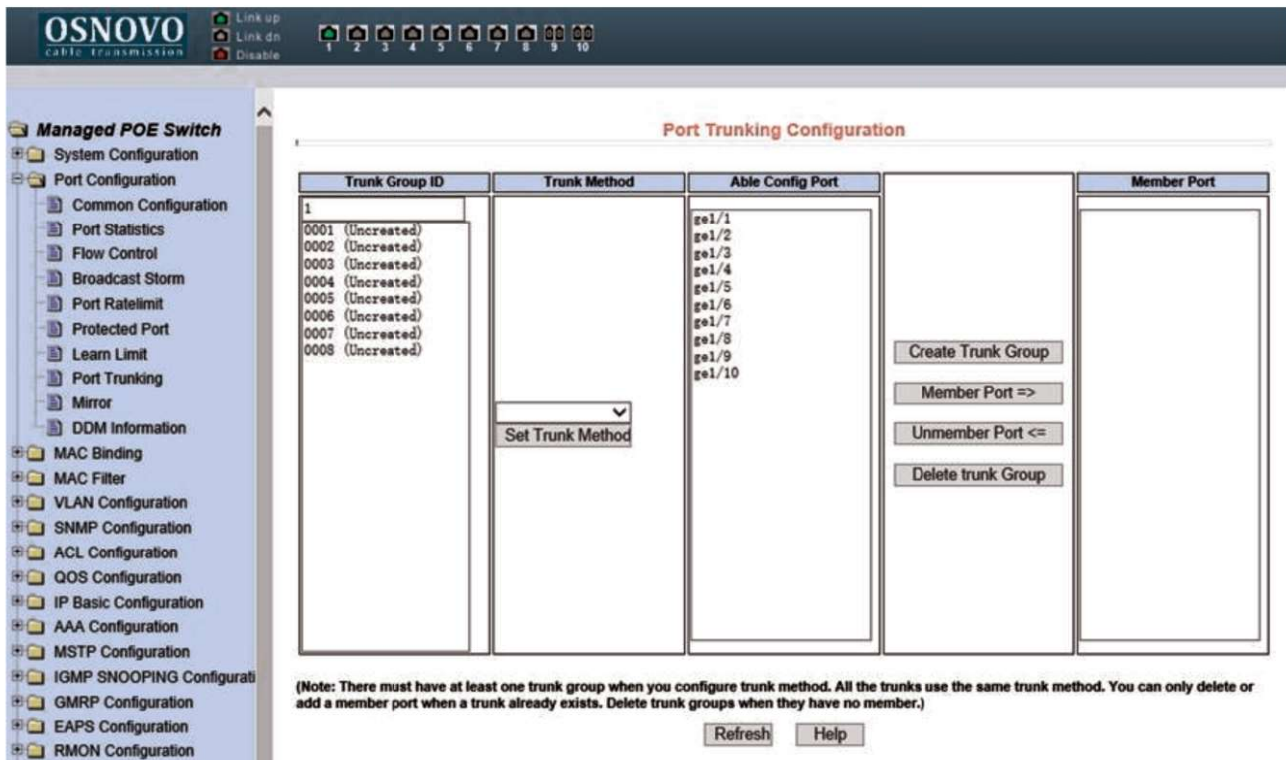 OSNOVO
cable transmission
Link up
Link dn
Disable
1 2 3 4 5 6 7 8 9 10
Managed POE Switch
System Configuration
Port Configuration
Common Configuration
Port Statistics
Flow Control
Broadcast Storm
Port Ratelimit
Protected Port
Learn Limit
Port Trunking
Mirror
DDM Information
MAC Binding
MAC Filter
VLAN Configuration
SNMP Configuration
ACL Configuration
QOS Configuration
IP Basic Configuration
AAA Configuration
MSTP Configuration
IGMP SNOOPING Configurati
GMRP Configuration
EAPS Configuration
RMON Configuration
Port Trunking Configuration
Trunk Group ID
1
0001 (Uncreated)
0002 (Uncreated)
0003 (Uncreated)
0004 (Uncreated)
0005 (Uncreated)
0006 (Uncreated)
0007 (Uncreated)
0008 (Uncreated)
Trunk Method
Set Trunk Method
Able Config Port
ge1/1
ge1/2
ge1/3
ge1/4
ge1/5
ge1/6
ge1/7
ge1/8
ge1/9
ge1/10
Create Trunk Group
Member Port =>
Unmember Port <=
Delete trunk Group
Member Port
(Note: There must have at least one trunk group when you configure trunk method. All the trunks use the same trunk method. You can only delete or
add a member port when a trunk already exists. Delete trunk groups when they have no member.)
Refresh Help